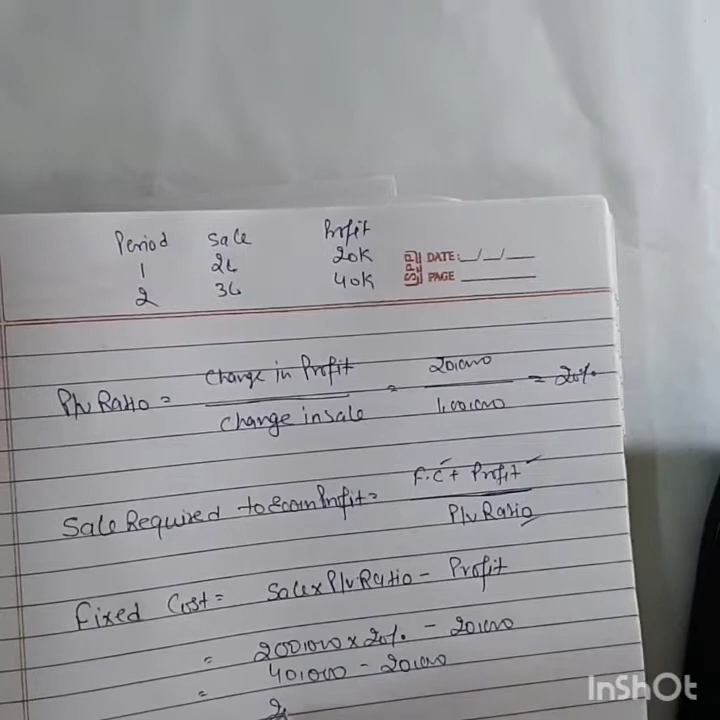 Period Sale Profit
1 2L 20K
2 3L 40K
SPP DATE: _/_/_
PAGE
P/v Ratio = Change in Profit / Change in sale = 20,000 / 1,00,000 = 20%
Sale Required to Earn Profit = F.C + Profit / P/v Ratio
Fixed Cost = Sale x P/v Ratio - Profit
= 200,000 x 20% - 20,000
= 40,000 - 20,000
InShOt